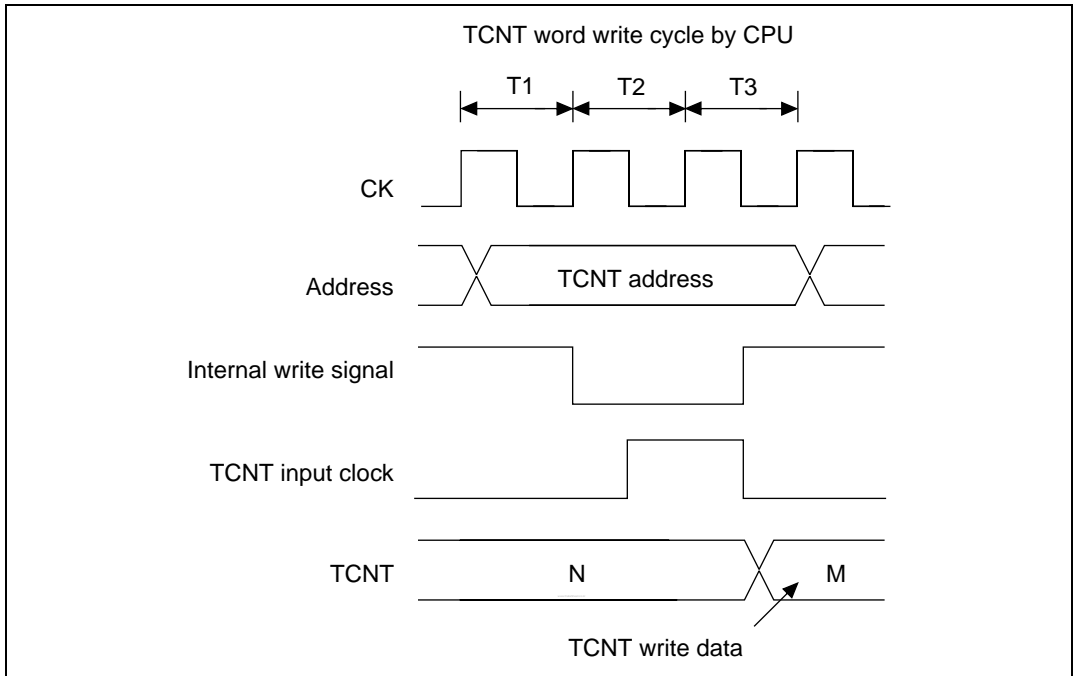 TCNT word write cycle by CPU
T1 T2 T3
CK
Address TCNT address
Internal write signal
TCNT input clock
TCNT N M
TCNT write data